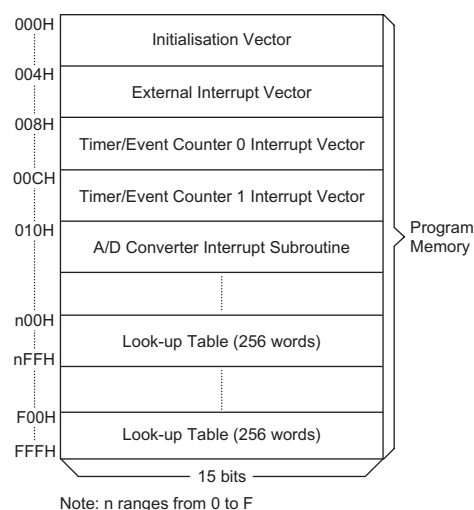 000H
Initialisation Vector
004H
External Interrupt Vector
008H
Timer/Event Counter 0 Interrupt Vector
00CH
Timer/Event Counter 1 Interrupt Vector
010H
A/D Converter Interrupt Subroutine
Program
Memory
n00H
Look-up Table (256 words)
nFFH
F00H
Look-up Table (256 words)
FFFH
15 bits
Note: n ranges from 0 to F